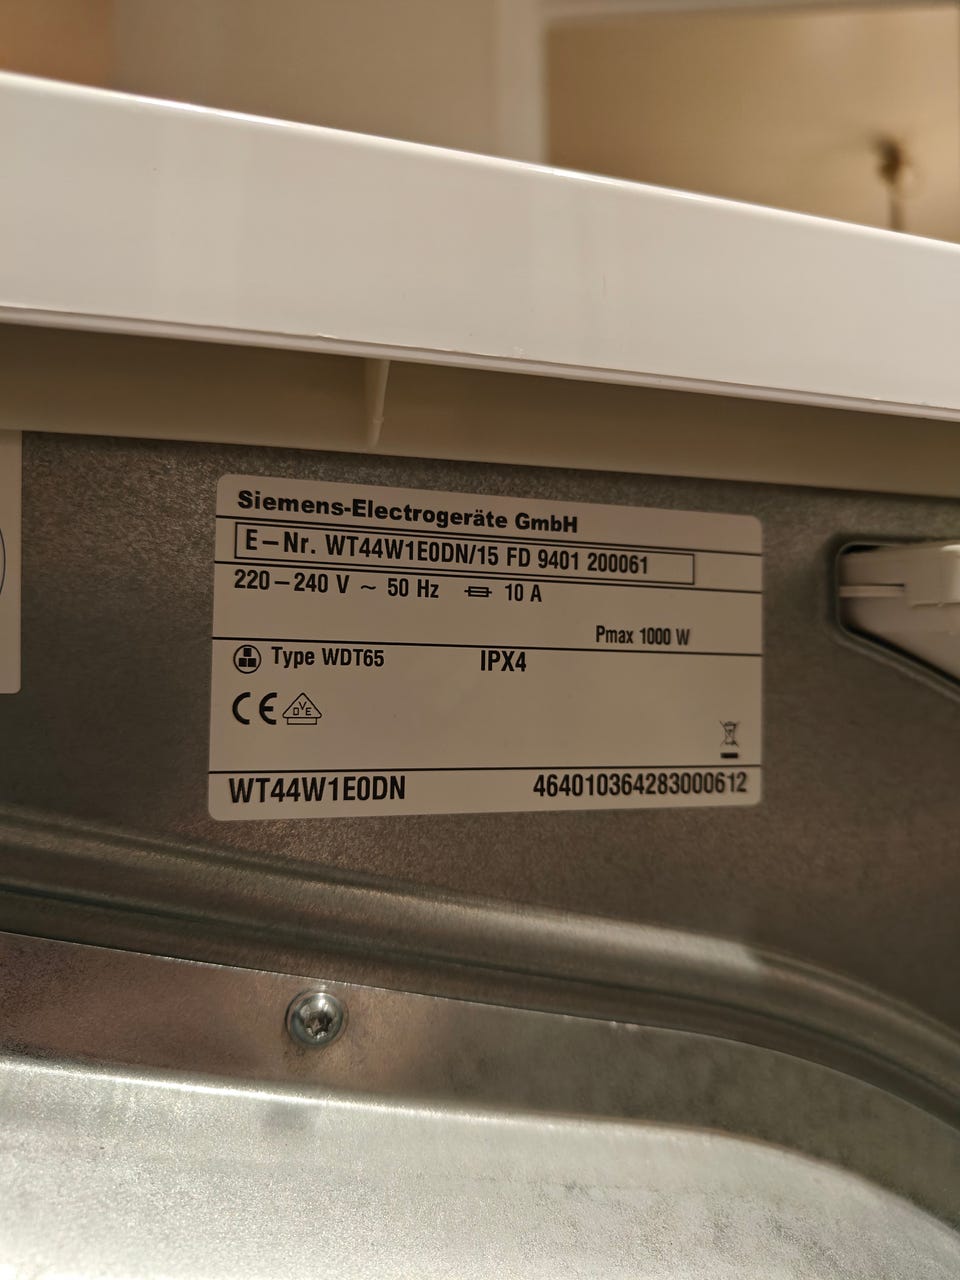 Siemens-Electrogeräte GmbH
E-Nr. WT44W1E0DN/15 FD 9401 200061
220-240 V ~ 50 Hz 10 A
Pmax 1000 W
Type WDT65 IPX4
CE DVE
WT44W1E0DN 464010364283000612